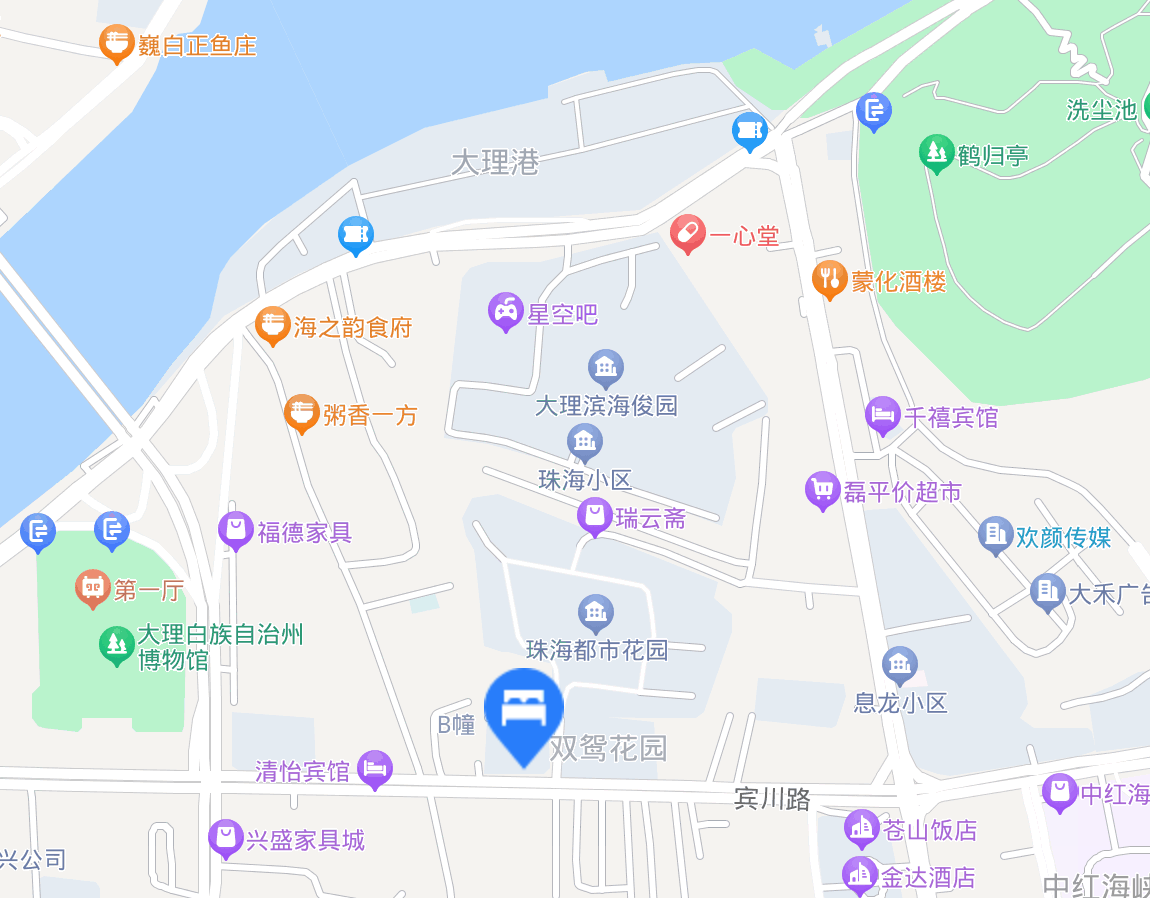 巍白正鱼庄
洗尘池
鹤归亭
大理港
一心堂
蒙化酒楼
星空吧
海之韵食府
大理滨海俊园
粥香一方
千禧宾馆
珠海小区
磊平价超市
瑞云斋
福德家具
欢颜传媒
第一厅
大禾广告
大理白族自治州
博物馆
珠海都市花园
息龙小区
B幢
双鸳花园
清怡宾馆
宾川路
中红海
苍山饭店
兴盛家具城
兴公司
金达酒店
中红海峡